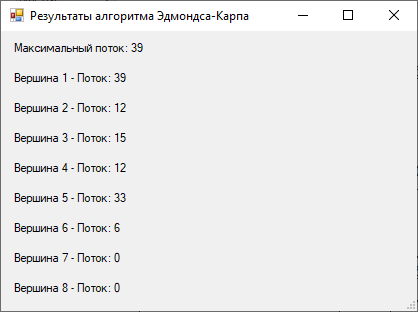 Результаты алгоритма Эдмондса-Карпа
Максимальный поток: 39
Вершина 1 - Поток: 39
Вершина 2 - Поток: 12
Вершина 3 - Поток: 15
Вершина 4 - Поток: 12
Вершина 5 - Поток: 33
Вершина 6 - Поток: 6
Вершина 7 - Поток: 0
Вершина 8 - Поток: 0